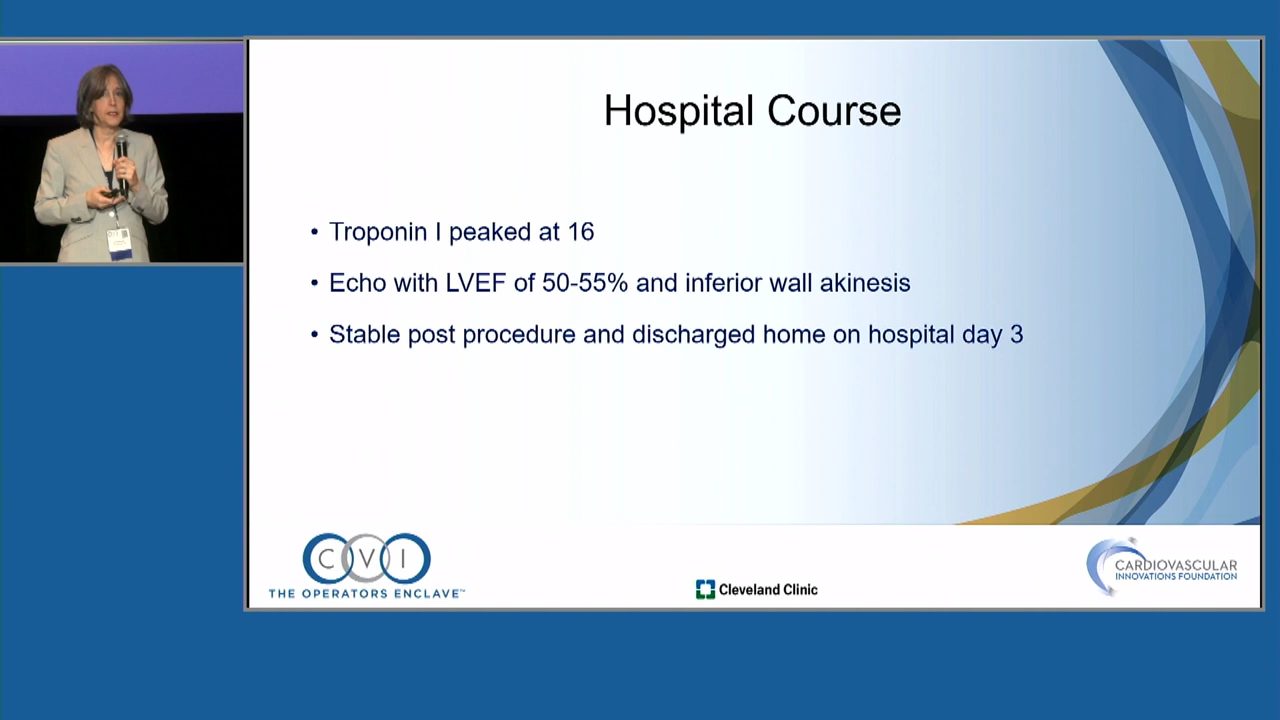 Hospital Course
• Troponin I peaked at 16
• Echo with LVEF of 50-55% and inferior wall akinesis
• Stable post procedure and discharged home on hospital day 3
CVI
THE OPERATORS ENCLAVE™
Cleveland Clinic
CARDIOVASCULAR
INNOVATIONS FOUNDATION